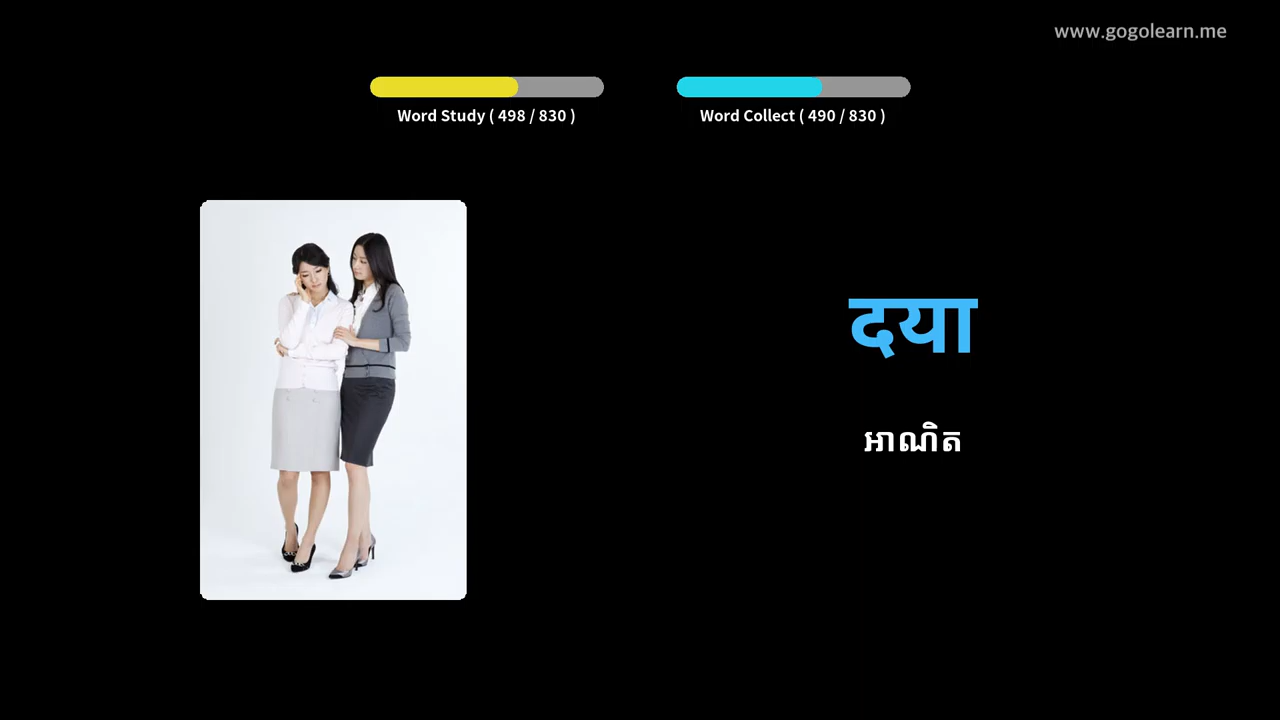 www.gogolearn.me
Word Study ( 498 / 830 )
Word Collect ( 490 / 830 )
दया
អាណិត